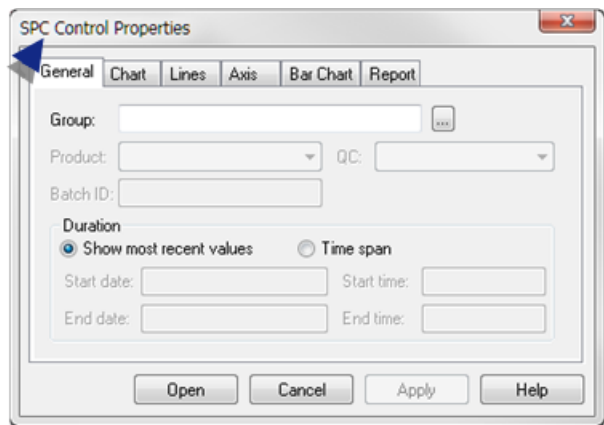 SPC Control Properties
General Chart Lines Axis Bar Chart Report
Group: ...
Product: QC:
Batch ID:
Duration
Show most recent values Time span
Start date: Start time:
End date: End time:
Open Cancel Apply Help